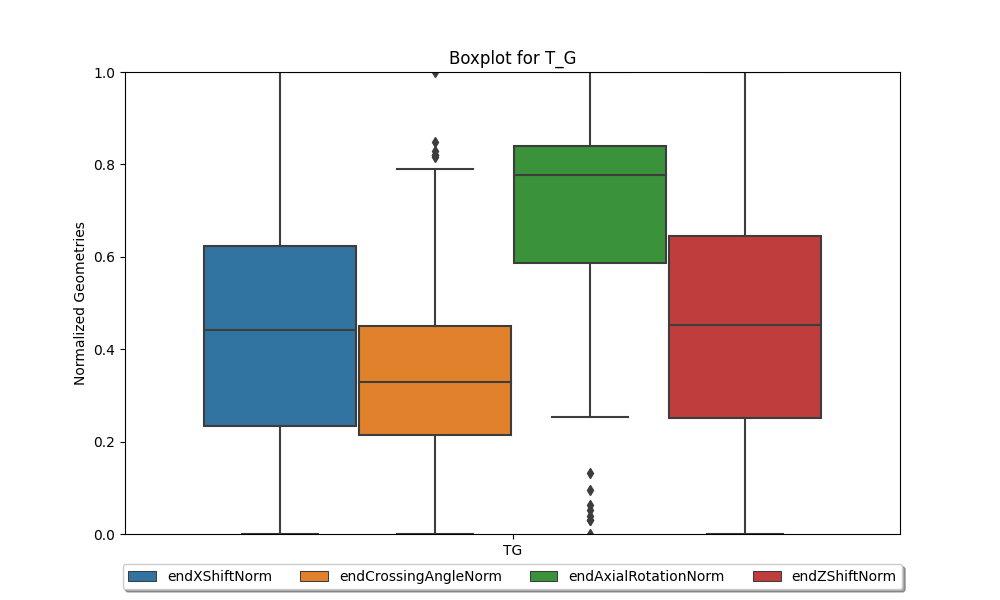 Boxplot for T_G
1.0
0.8
0.6
0.4
0.2
0.0
Normalized Geometries
TG
endXShiftNorm endCrossingAngleNorm endAxialRotationNorm endZShiftNorm